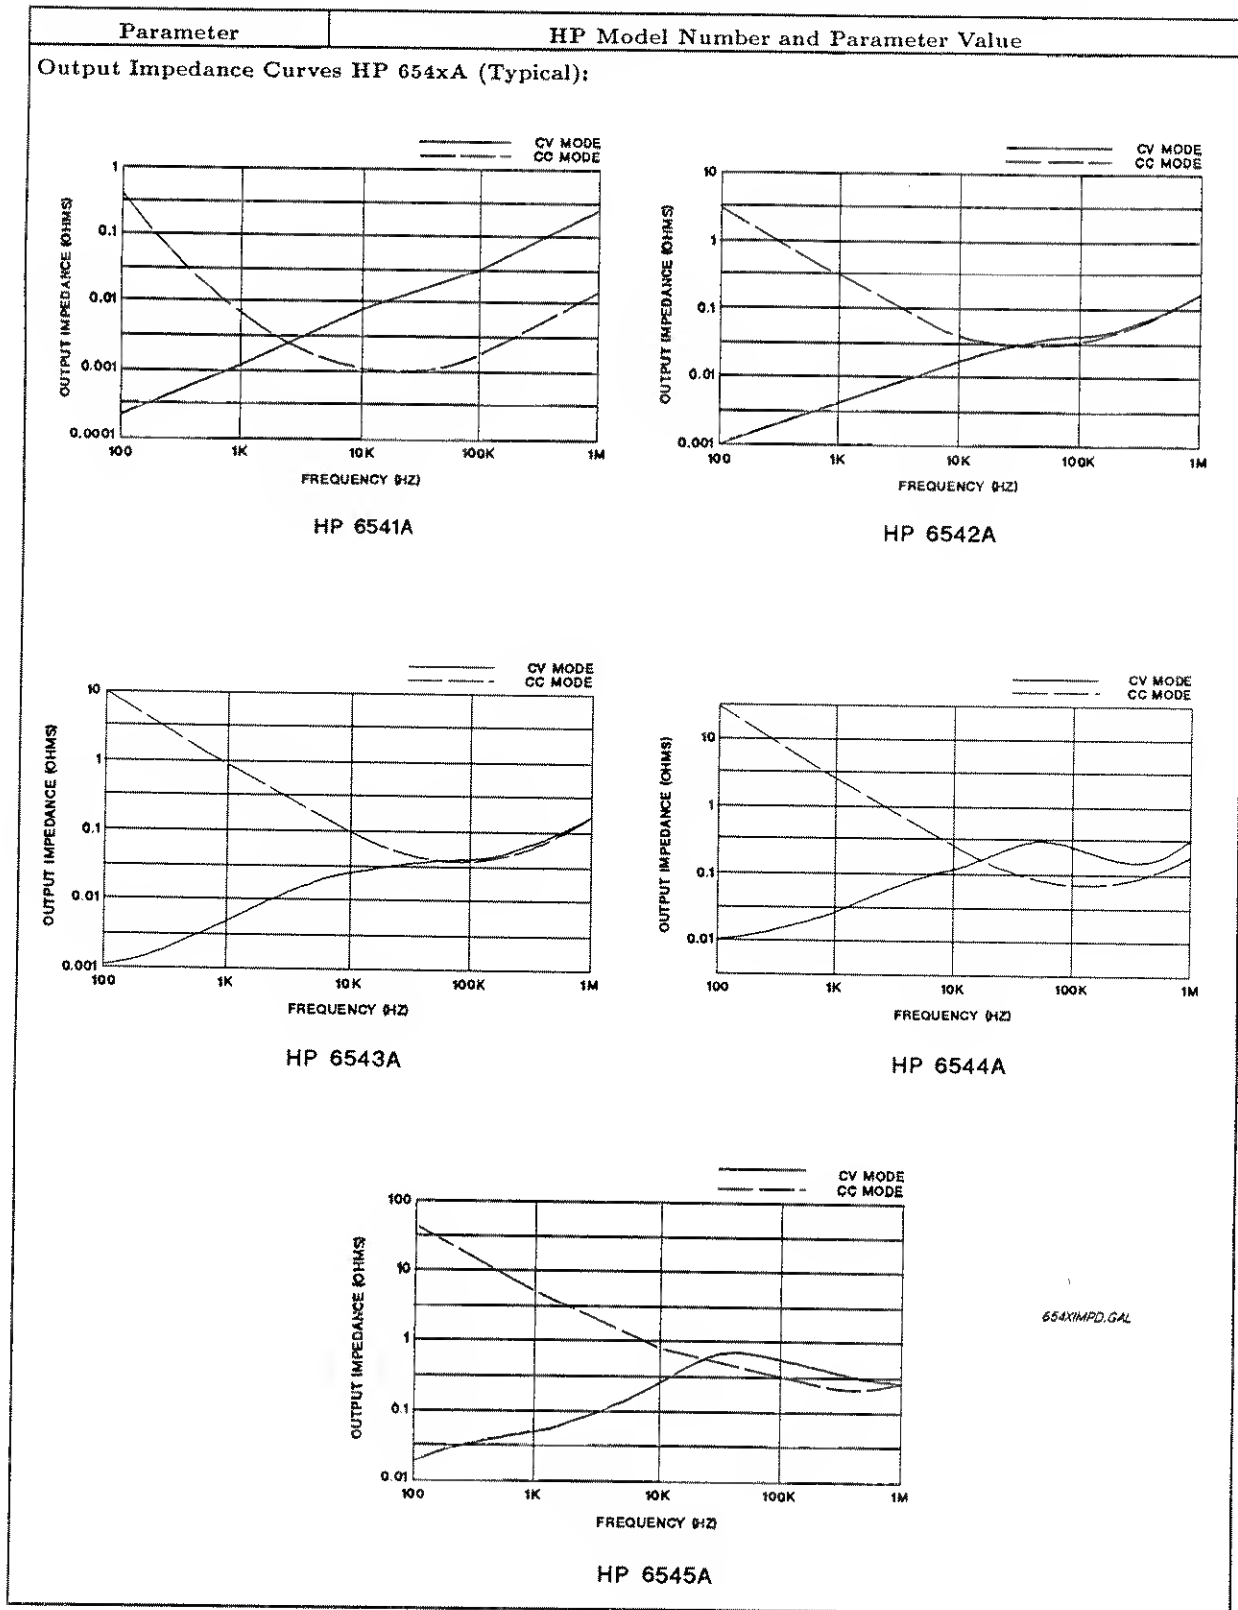 Parameter HP Model Number and Parameter Value
Output Impedance Curves HP 654xA (Typical):
CV MODE
CC MODE
OUTPUT IMPEDANCE (OHMS)
1
0.1
0.01
0.001
0.0001
100 1K 10K 100K 1M
FREQUENCY (HZ)
HP 6541A
CV MODE
CC MODE
OUTPUT IMPEDANCE (OHMS)
10
1
0.1
0.01
0.001
100 1K 10K 100K 1M
FREQUENCY (HZ)
HP 6542A
CV MODE
CC MODE
OUTPUT IMPEDANCE (OHMS)
10
1
0.1
0.01
0.001
100 1K 10K 100K 1M
FREQUENCY (HZ)
HP 6543A
CV MODE
CC MODE
OUTPUT IMPEDANCE (OHMS)
10
1
0.1
0.01
100 1K 10K 100K 1M
FREQUENCY (HZ)
HP 6544A
CV MODE
CC MODE
OUTPUT IMPEDANCE (OHMS)
100
10
1
0.1
0.01
100 1K 10K 100K 1M
FREQUENCY (HZ)
HP 6545A
654XIMPD.GAL